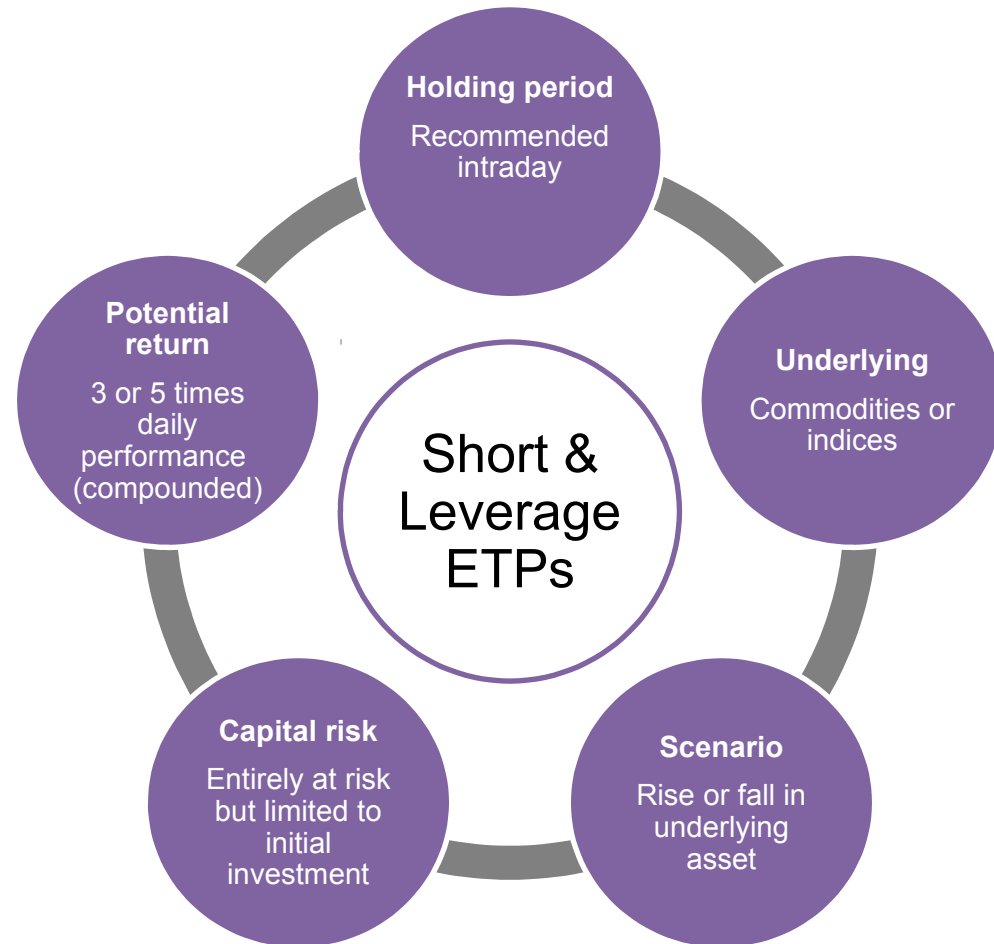 Holding period
Recommended
intraday
Potential
return
3 or 5 times
daily
performance
(compounded)
Underlying
Commodities or
indices
Short &
Leverage
ETPs
Capital risk
Entirely at risk
but limited to
initial
investment
Scenario
Rise or fall in
underlying
asset